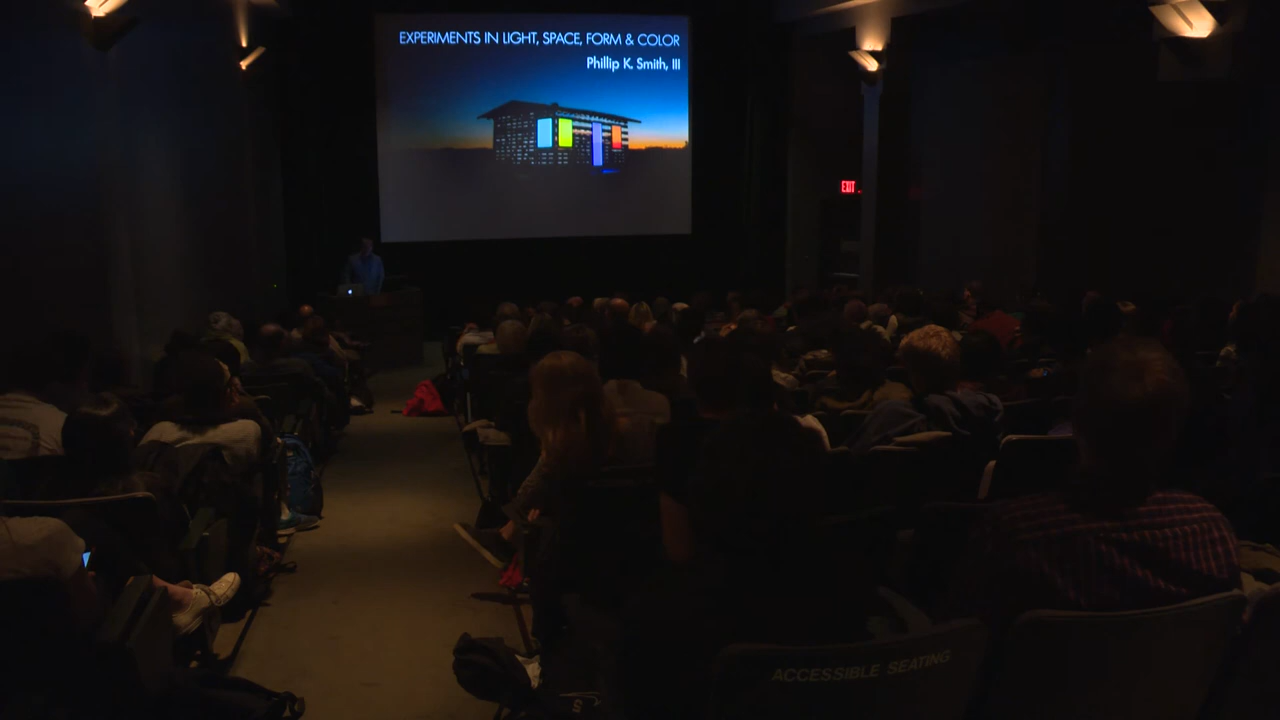 EXPERIMENTS IN LIGHT, SPACE, FORM & COLOR
Phillip K. Smith, III
EXIT
ACCESSIBLE SEATING